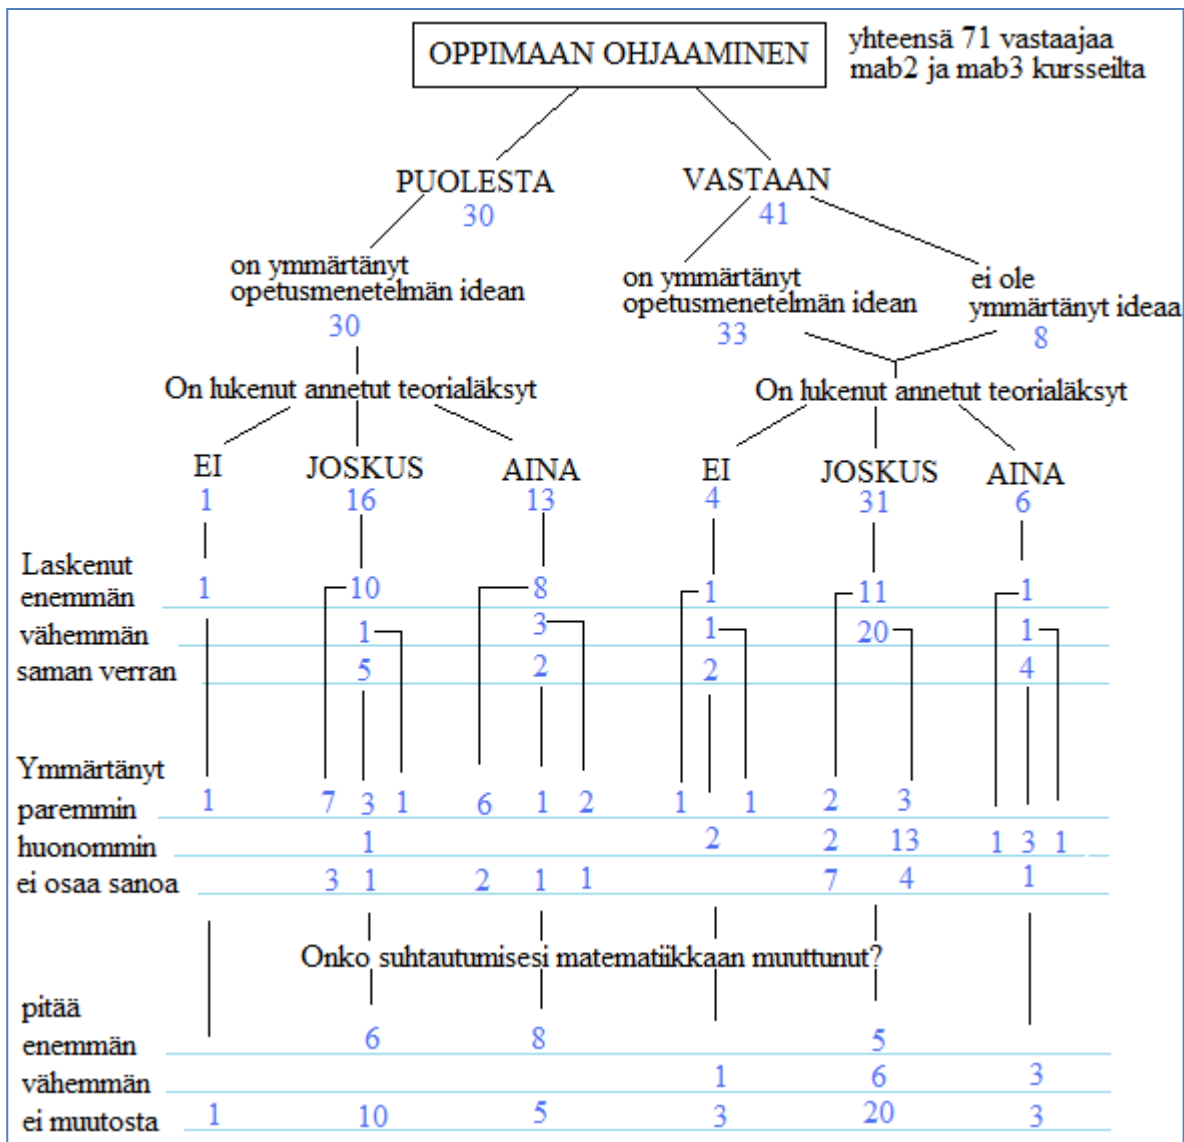 OPPIMAAN OHJAAMINEN
yhteensä 71 vastaajaa
mab2 ja mab3 kursseilta
PUOLESTA VASTAAN
30 41
on ymmärtänyt
opetusmenetelmän idean
30
on ymmärtänyt
opetusmenetelmän idean
33
ei ole
ymmärtänyt ideaa
8
On lukenut annetut teorialäksyt On lukenut annetut teorialäksyt
EI JOSKUS AINA EI JOSKUS AINA
1 16 13 4 31 6
Laskenut
enemmän 1 10 8 1 11 1
vähemmän 1 3 1 20 1
saman verran 5 2 2 4
Ymmärtänyt
paremmin 1 7 3 1 6 1 2 1 1 2 3
huonommin 1 2 2 13 1 3 1
ei osaa sanoa 3 1 2 1 1 7 4 1
Onko suhtautumisesi matematiikkaan muuttunut?
pitää
enemmän 6 8 5
vähemmän 1 6 3
ei muutosta 1 10 5 3 20 3